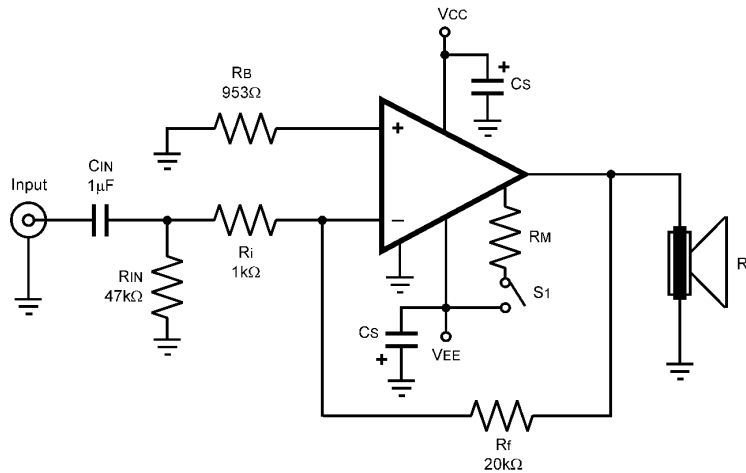 VCC
+
CS
RB
953Ω
+
CIN
1µF
Input
−
Ri
1kΩ
RM
RIN
47kΩ
S1
CS
+
VEE
R
Rf
20kΩ